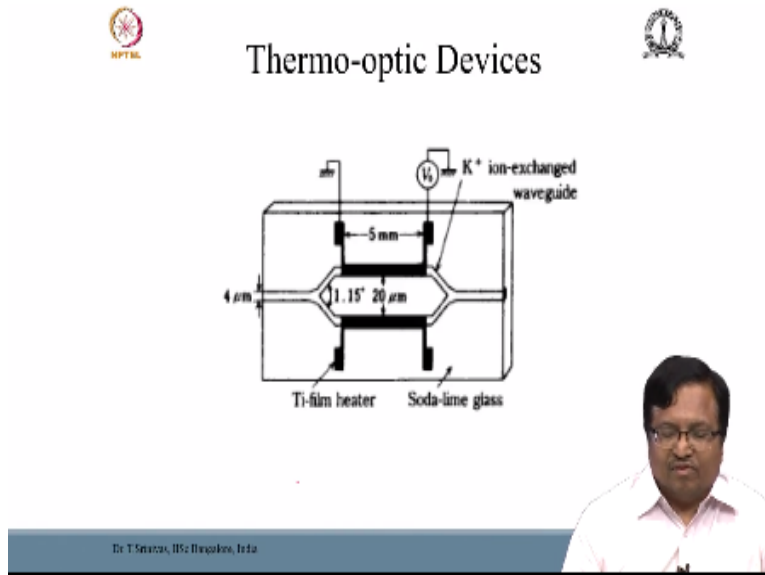 NPTEL
Thermo-optic Devices
V₀
K⁺ ion-exchanged
waveguide
5 mm
4 μm
1.15° 20 μm
Ti-film heater
Soda-lime glass
Dr. T.Srinivas, IISc Bangalore, India